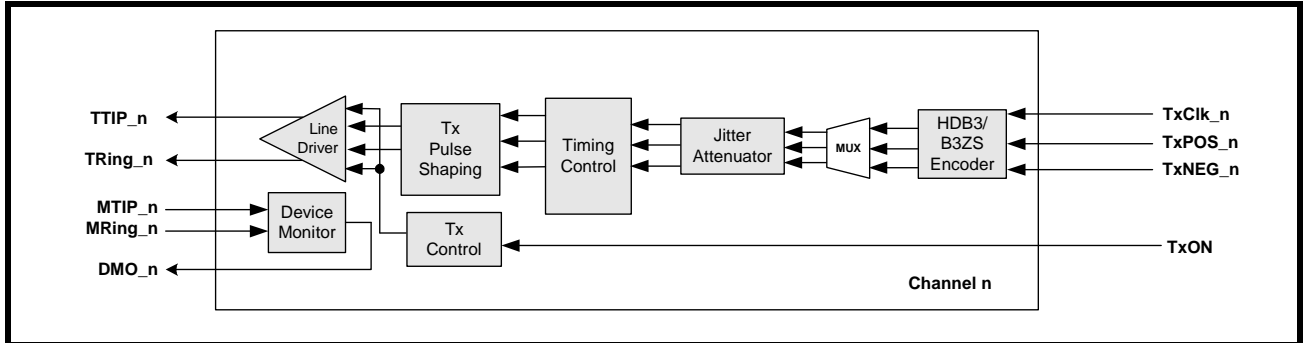 TTIP_n
TRing_n
MTIP_n
MRing_n
DMO_n
Line
Driver
Device
Monitor
Tx
Pulse
Shaping
Tx
Control
Timing
Control
Jitter
Attenuator
MUX
HDB3/
B3ZS
Encoder
TxClk_n
TxPOS_n
TxNEG_n
TxON
Channel n